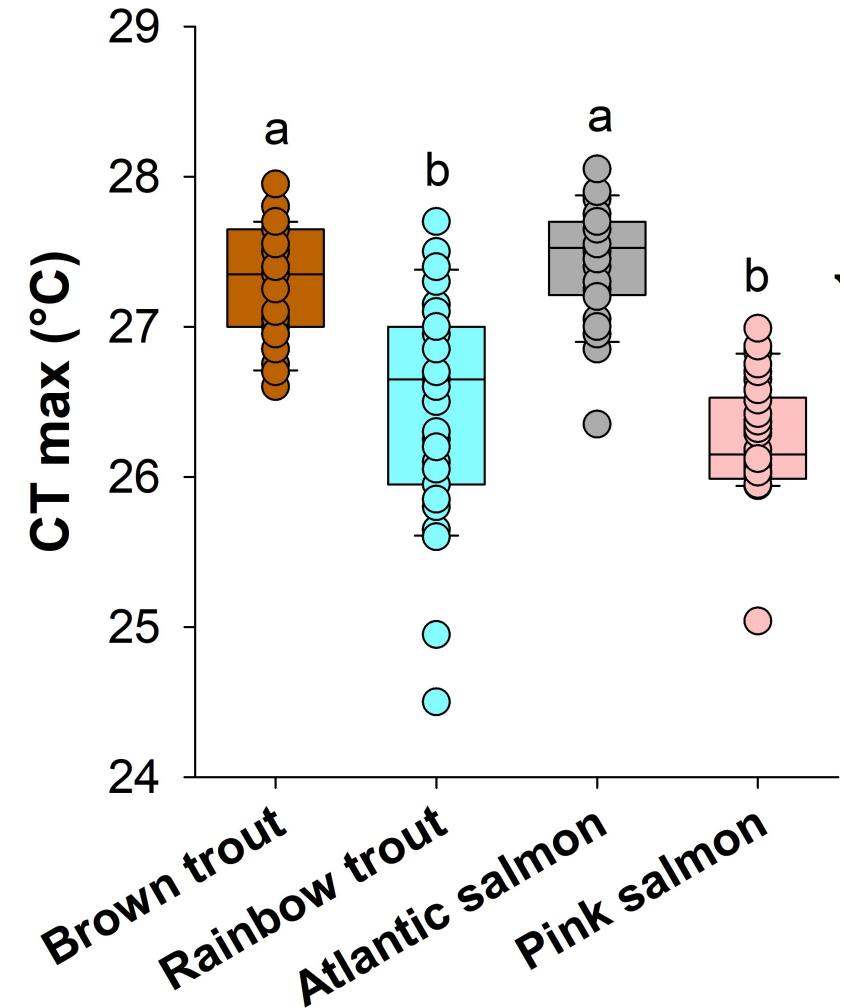 29
28
27
26
25
24
CT max (°C)
a
b
a
b
Brown trout
Rainbow trout
Atlantic salmon
Pink salmon